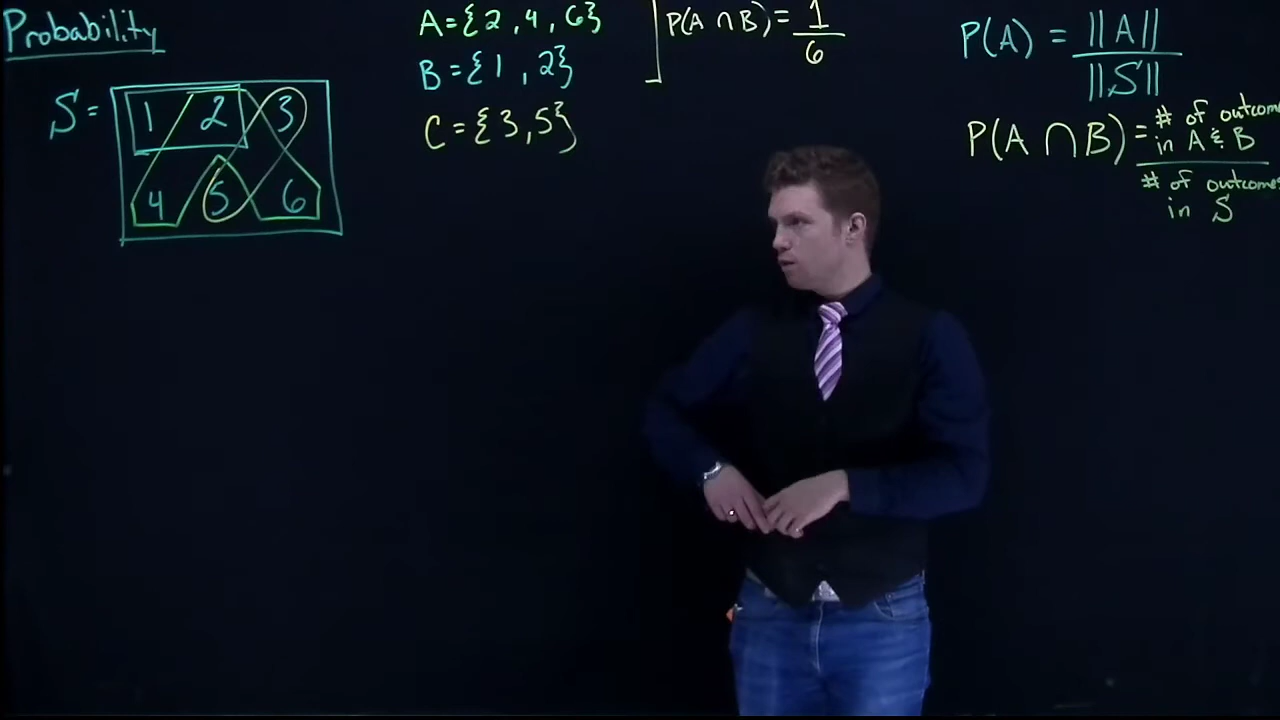 Probability
S = 1 2 3
4 5 6
A = {2, 4, 6}
B = {1, 2}
C = {3, 5}
P(A ∩ B) = 1
6
P(A) = ||A||
||S||
P(A ∩ B) = # of outcom
in A & B
# of outcomes
in S